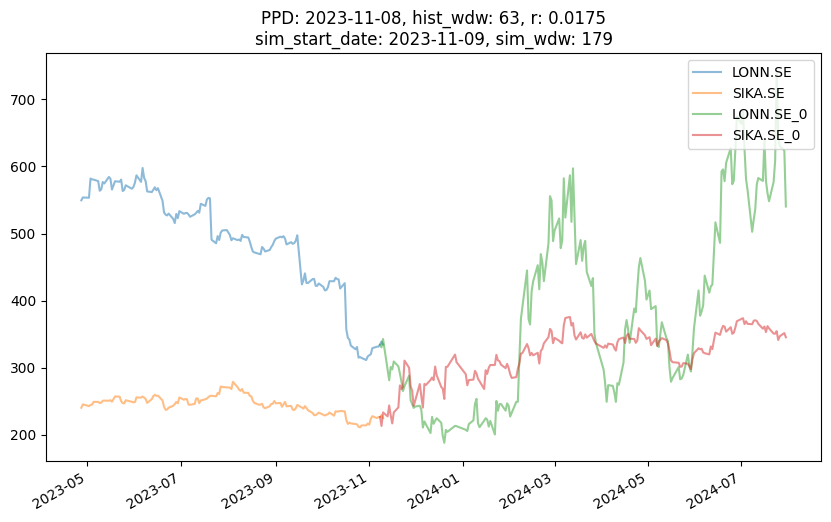 PPD: 2023-11-08, hist_wdw: 63, r: 0.0175
sim_start_date: 2023-11-09, sim_wdw: 179
LONN.SE
SIKA.SE
LONN.SE_0
SIKA.SE_0
700
600
500
400
300
200
2023-05
2023-07
2023-09
2023-11
2024-01
2024-03
2024-05
2024-07